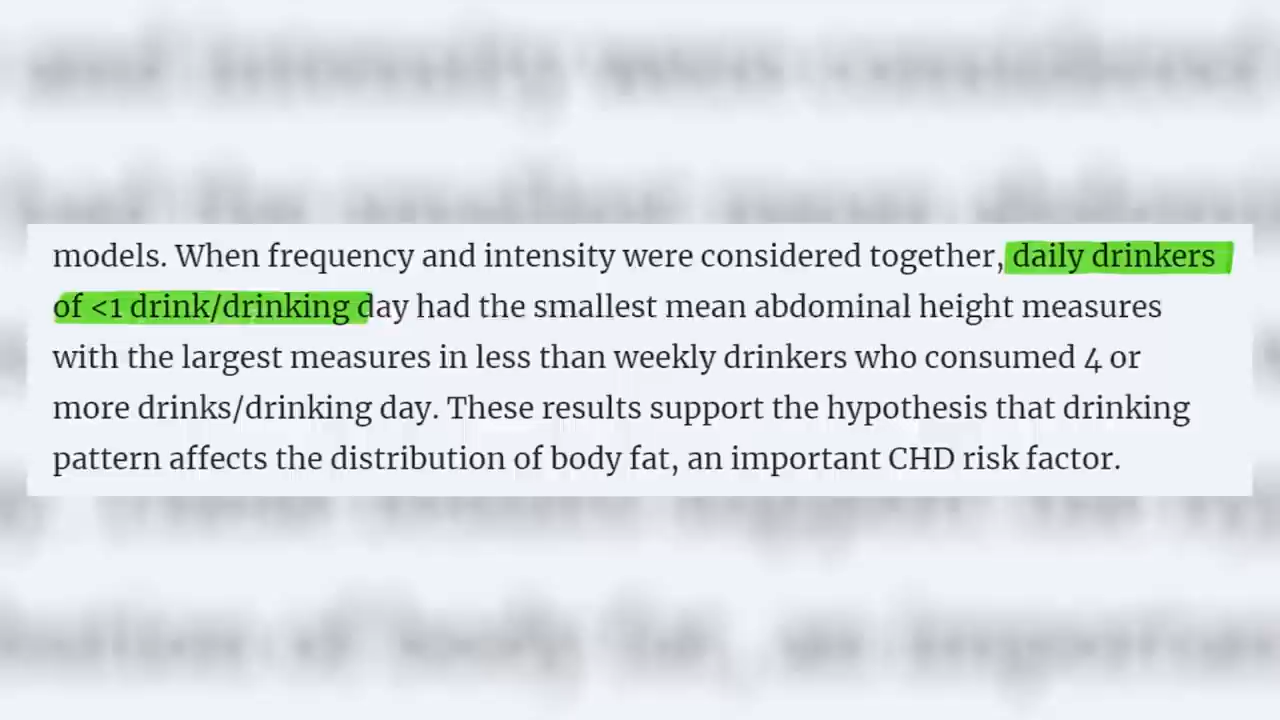 models. When frequency and intensity were considered together, daily drinkers
of <1 drink/drinking day had the smallest mean abdominal height measures
with the largest measures in less than weekly drinkers who consumed 4 or
more drinks/drinking day. These results support the hypothesis that drinking
pattern affects the distribution of body fat, an important CHD risk factor.